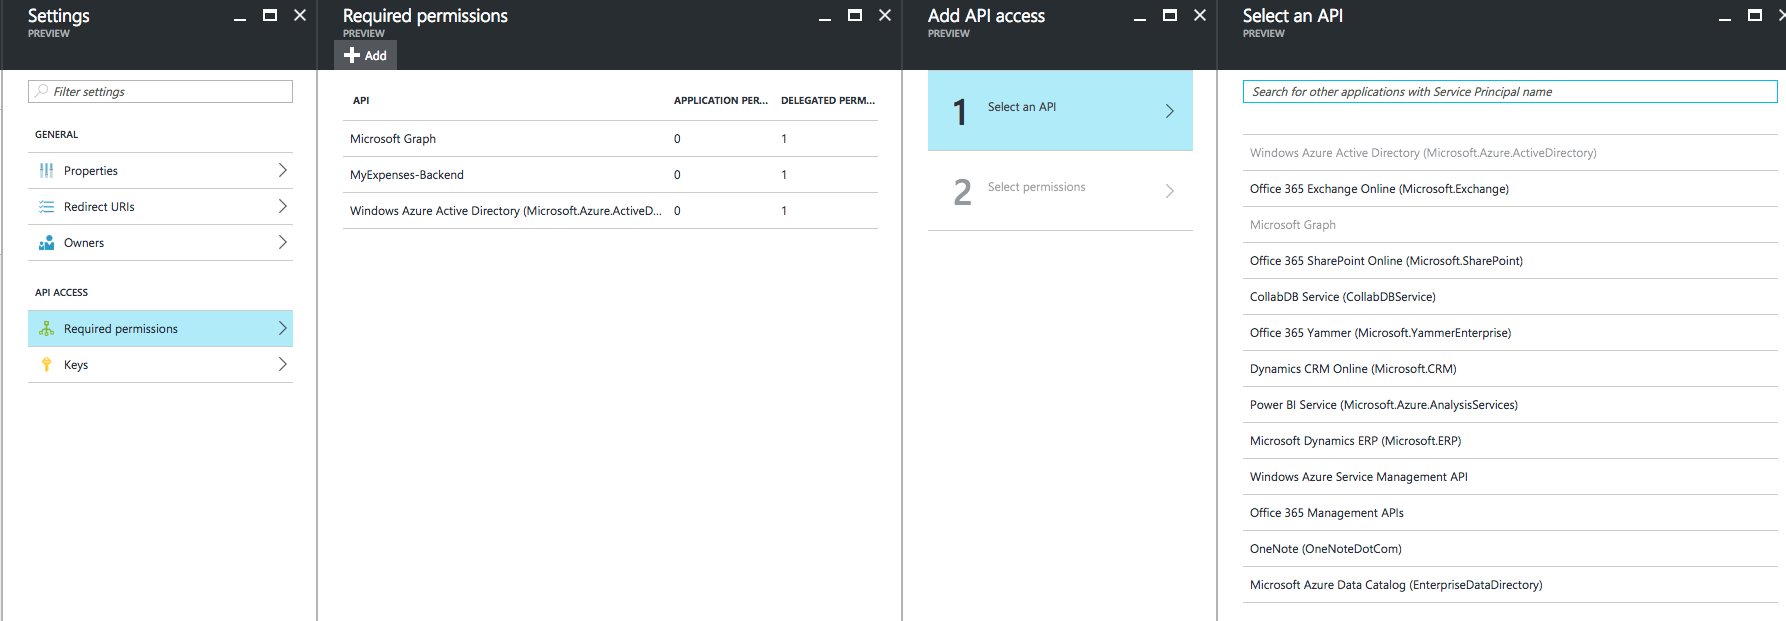 Settings
PREVIEW
Filter settings
GENERAL
Properties
Redirect URIs
Owners
API ACCESS
Required permissions
Keys
Required permissions
PREVIEW
Add
API APPLICATION PER... DELEGATED PERM...
Microsoft Graph 0 1
MyExpenses-Backend 0 1
Windows Azure Active Directory (Microsoft.Azure.ActiveD... 0 1
Add API access
PREVIEW
1 Select an API
2 Select permissions
Select an API
PREVIEW
Search for other applications with Service Principal name
Windows Azure Active Directory (Microsoft.Azure.ActiveDirectory)
Office 365 Exchange Online (Microsoft.Exchange)
Microsoft Graph
Office 365 SharePoint Online (Microsoft.SharePoint)
CollabDB Service (CollabDBService)
Office 365 Yammer (Microsoft.YammerEnterprise)
Dynamics CRM Online (Microsoft.CRM)
Power BI Service (Microsoft.Azure.AnalysisServices)
Microsoft Dynamics ERP (Microsoft.ERP)
Windows Azure Service Management API
Office 365 Management APIs
OneNote (OneNoteDotCom)
Microsoft Azure Data Catalog (EnterpriseDataDirectory)